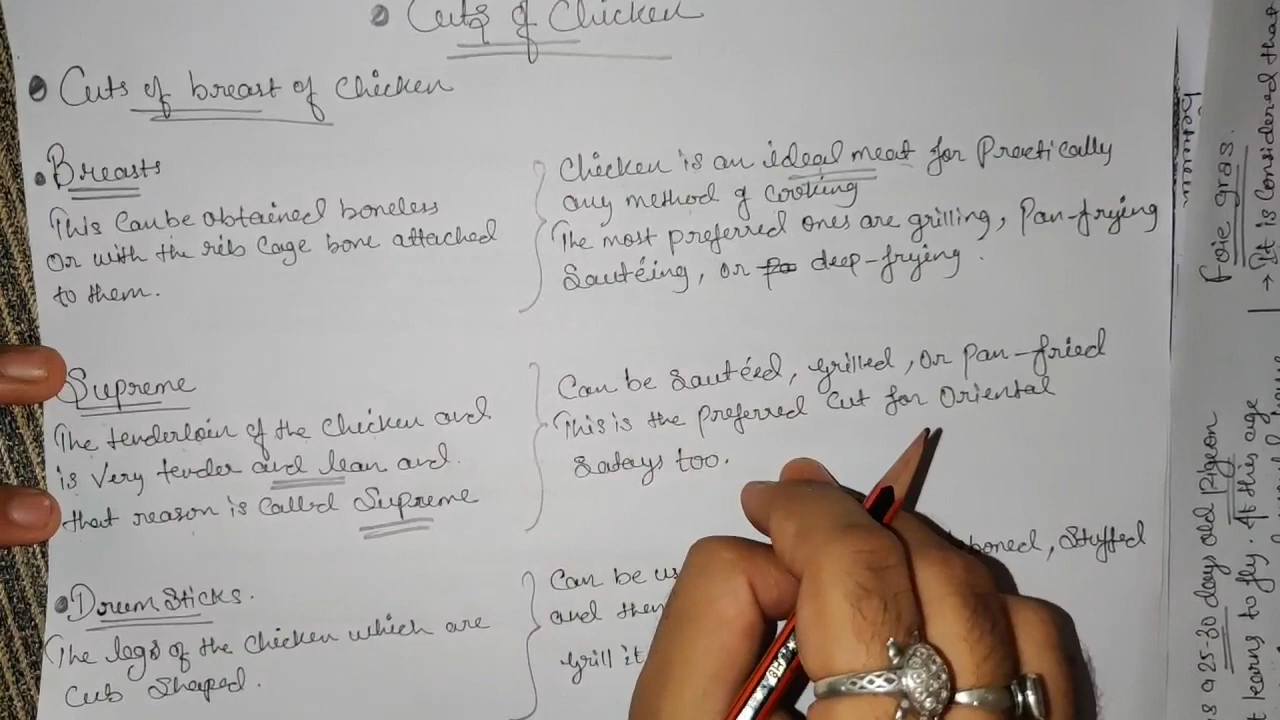 Cuts of Chicken
Cuts of breast of chicken
Breasts
This Can be obtained boneless
Or with the rib Cage bone attached
to them.
Chicken is an ideal meat for Practically
any method of Cooking
The most preferred ones are grilling, Pan-frying
Sautéing, or deep-frying.
Supreme
The tenderloin of the Chicken and
is Very tender and lean and
that reason is called Supreme
Can be Sautéed, grilled, Or Pan-fried
This is the Preferred Cut for Oriental
Satays too.
Drum Sticks.
The legs of the Chicken which are
Cub Shaped.
Can be
boned, Stuffed
and then
Grill it
between
foie gras.
→ It is Considered that
is a 25-30 days old Pigeon
t learns to fly. At this age